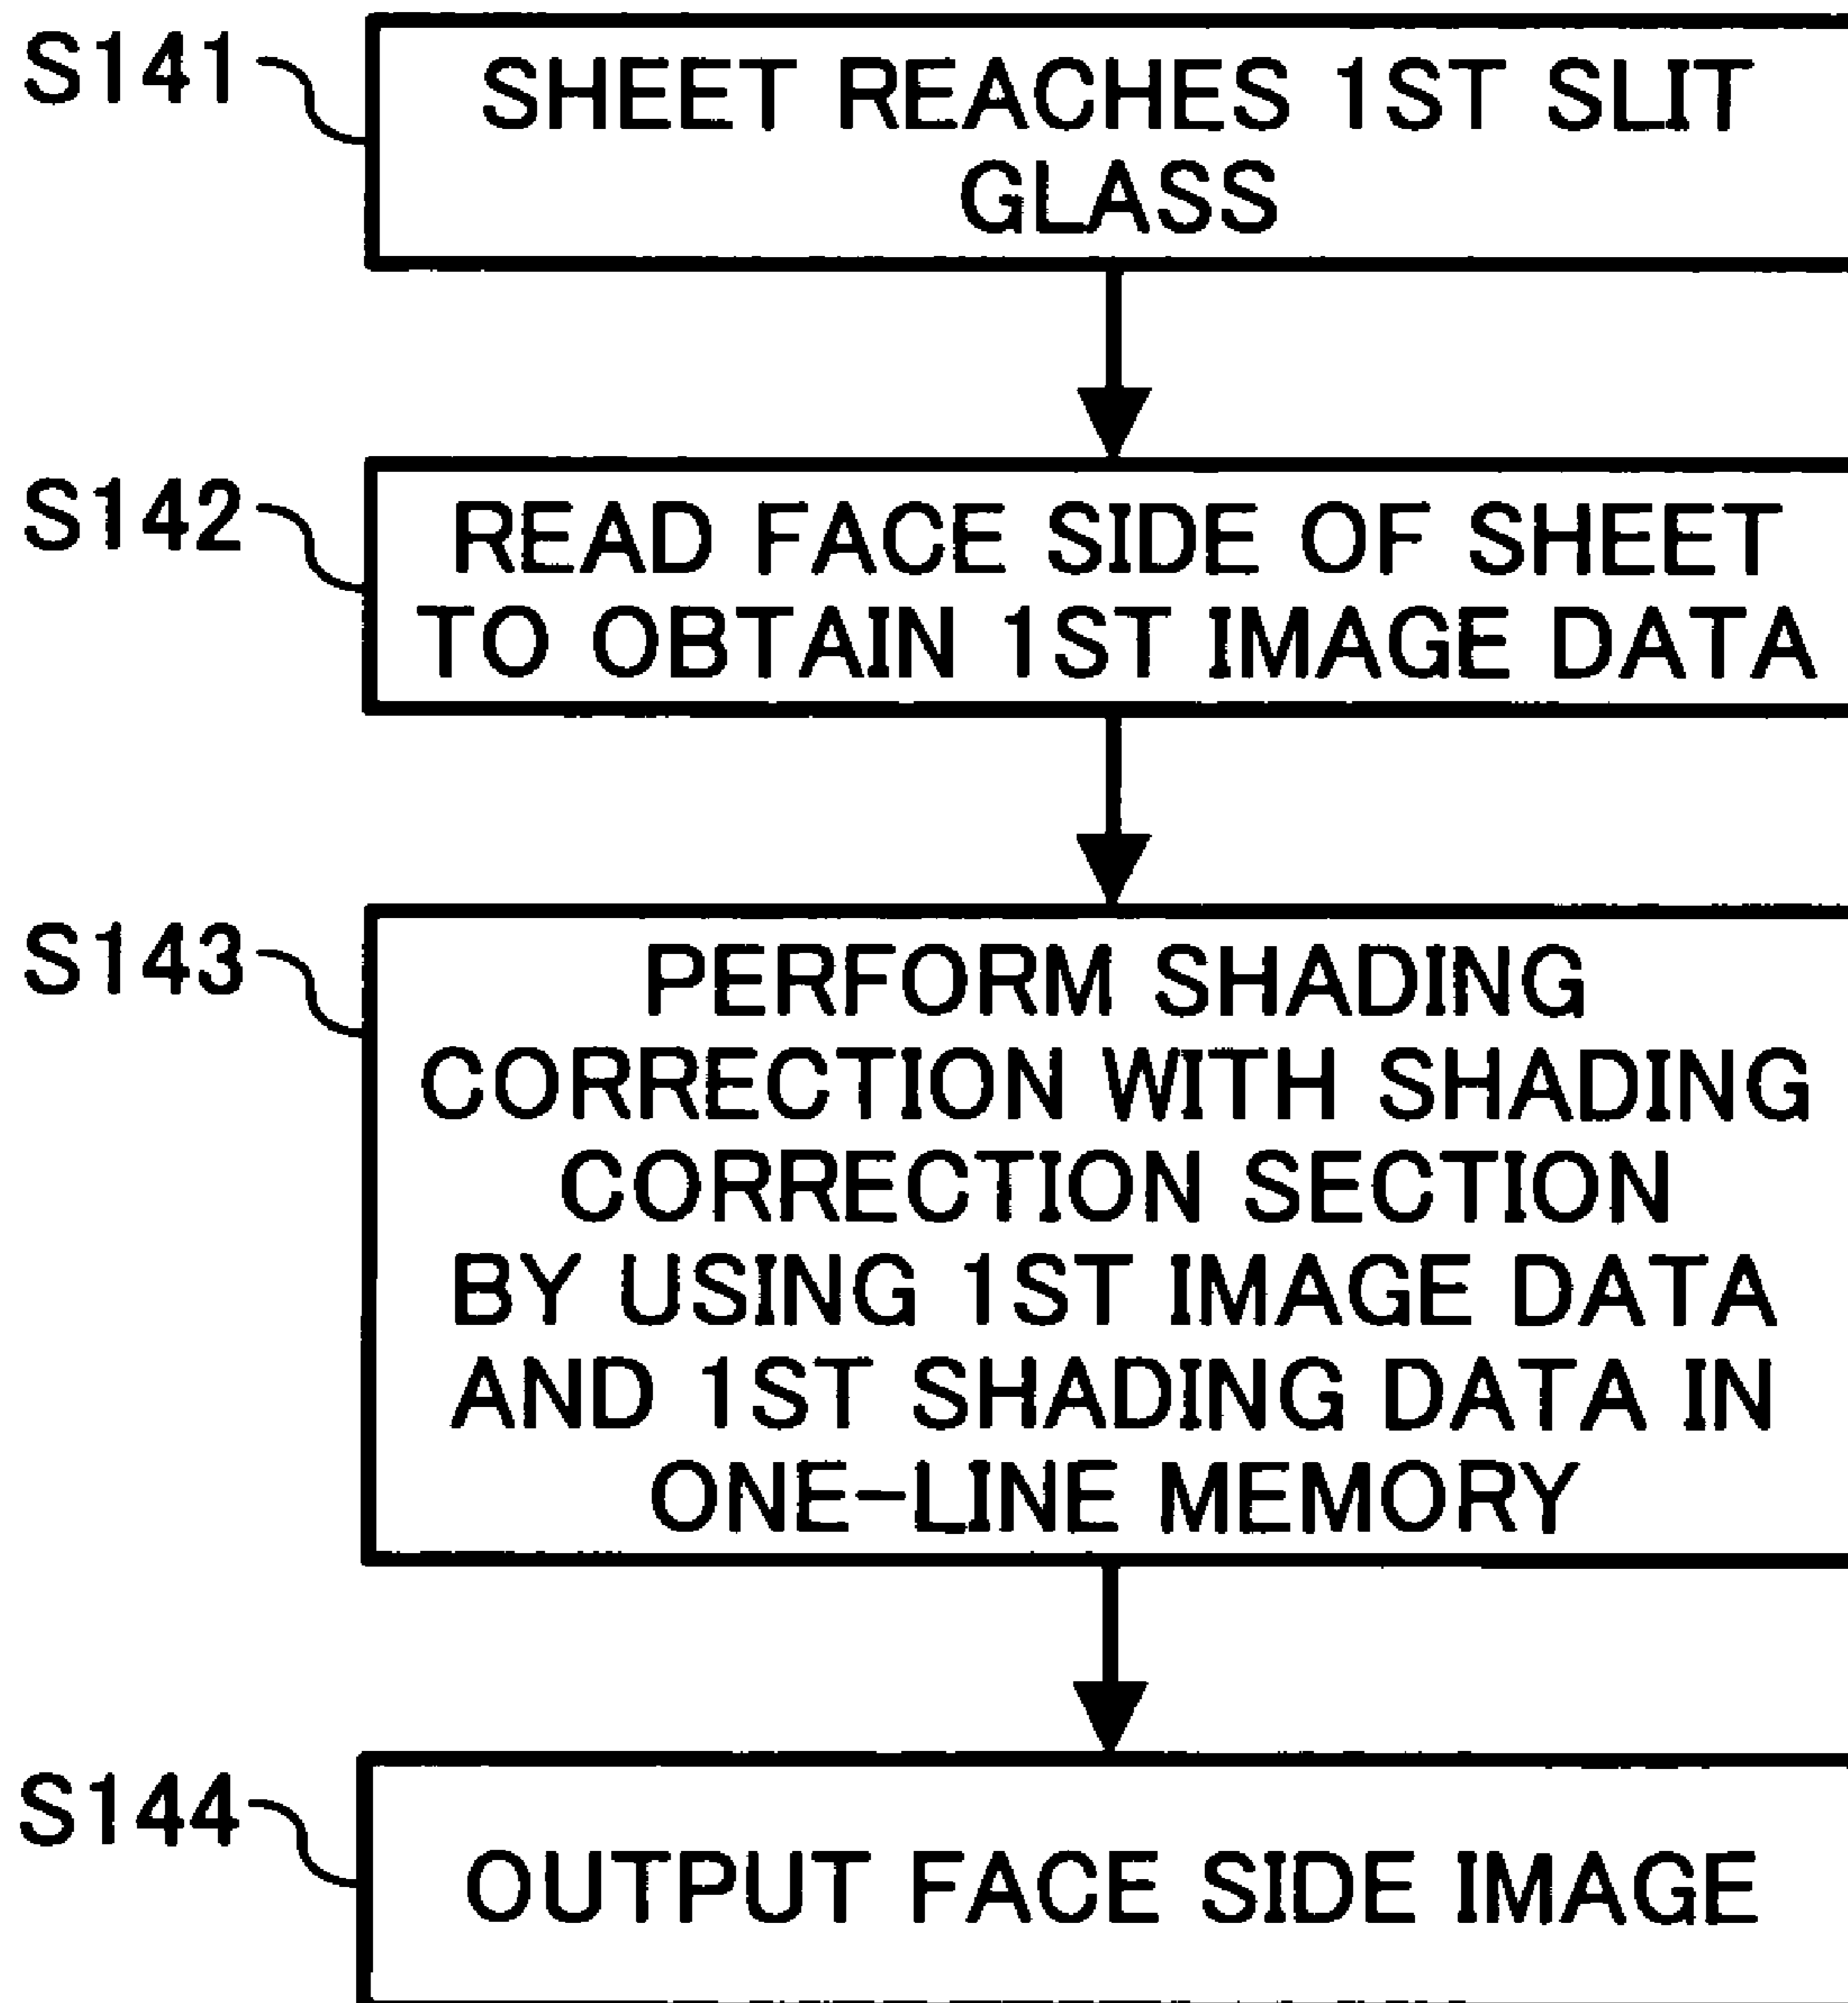 S141
SHEET REACHES 1ST SLIT
GLASS
S142
READ FACE SIDE OF SHEET
TO OBTAIN 1ST IMAGE DATA
S143
PERFORM SHADING
CORRECTION WITH SHADING
CORRECTION SECTION
BY USING 1ST IMAGE DATA
AND 1ST SHADING DATA IN
ONE-LINE MEMORY
S144
OUTPUT FACE SIDE IMAGE